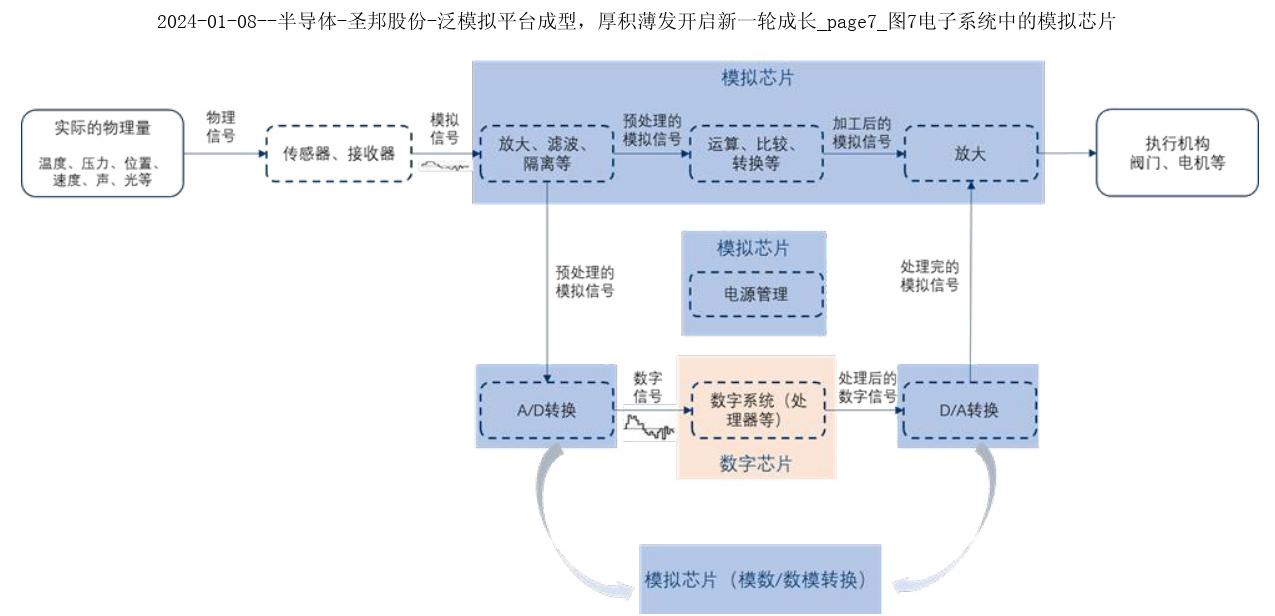 2024-01-08--半导体-圣邦股份-泛模拟平台成型，厚积薄发开启新一轮成长_page7_图7电子系统中的模拟芯片
模拟芯片
实际的物理量
温度、压力、位置、
速度、声、光等
物理
信号
传感器、接收器
模拟
信号
放大、滤波、
隔离等
预处理的
模拟信号
运算、比较、
转换等
加工后的
模拟信号
放大
执行机构
阀门、电机等
预处理的
模拟信号
模拟芯片
电源管理
处理完的
模拟信号
A/D转换
数字
信号
数字系统（处
理器等）
数字芯片
处理后的
数字信号
D/A转换
模拟芯片（模数/数模转换）